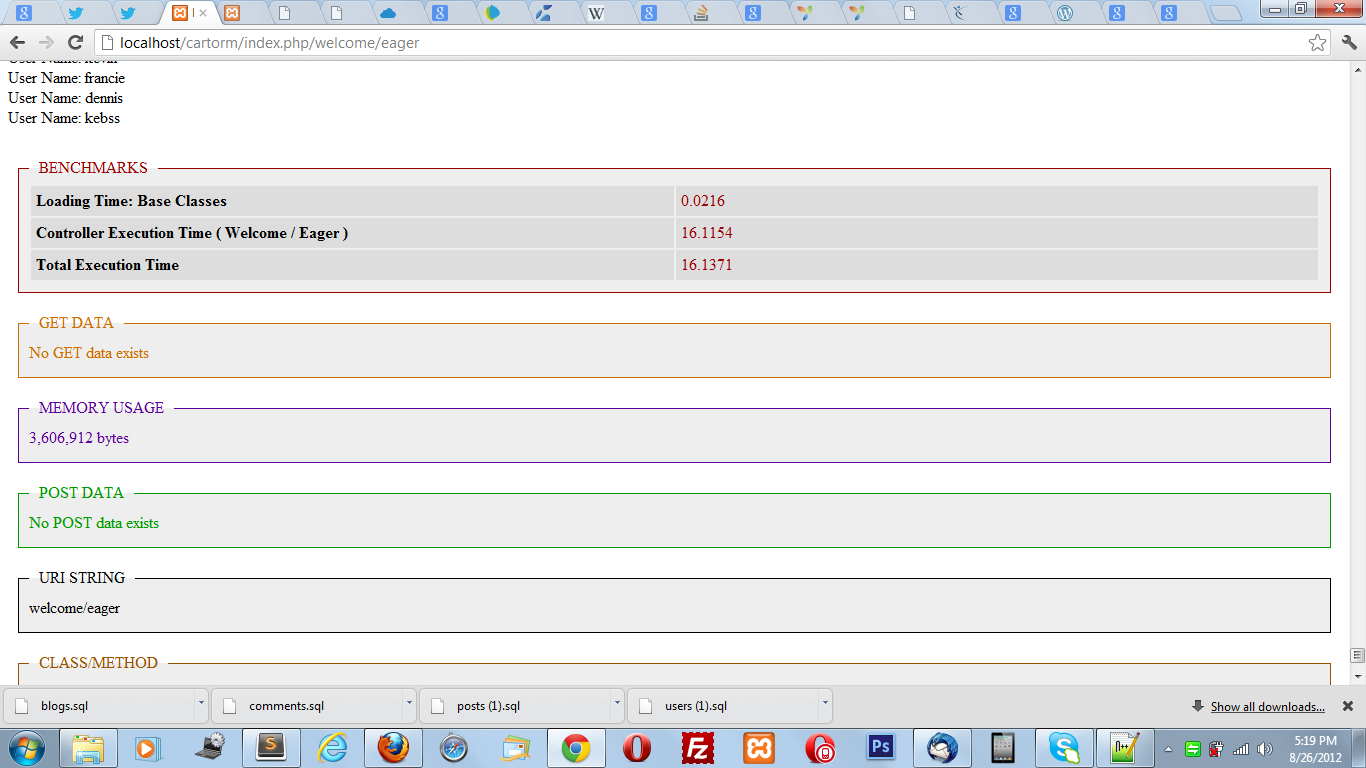 localhost/cartorm/index.php/welcome/eager
User Name: kevin
User Name: francie
User Name: dennis
User Name: kebss
BENCHMARKS
Loading Time: Base Classes 0.0216
Controller Execution Time ( Welcome / Eager ) 16.1154
Total Execution Time 16.1371
GET DATA
No GET data exists
MEMORY USAGE
3,606,912 bytes
POST DATA
No POST data exists
URI STRING
welcome/eager
CLASS/METHOD
blogs.sql comments.sql posts (1).sql users (1).sql Show all downloads...
5:19 PM
8/26/2012